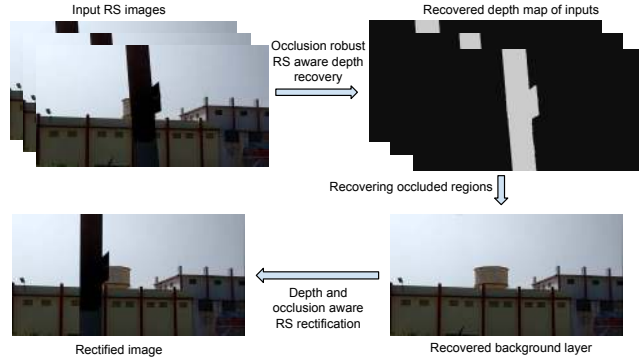 Input RS images
Recovered depth map of inputs
Occlusion robust
RS aware depth
recovery
Recovering occluded regions
Depth and
occlusion aware
RS rectification
Rectified image
Recovered background layer